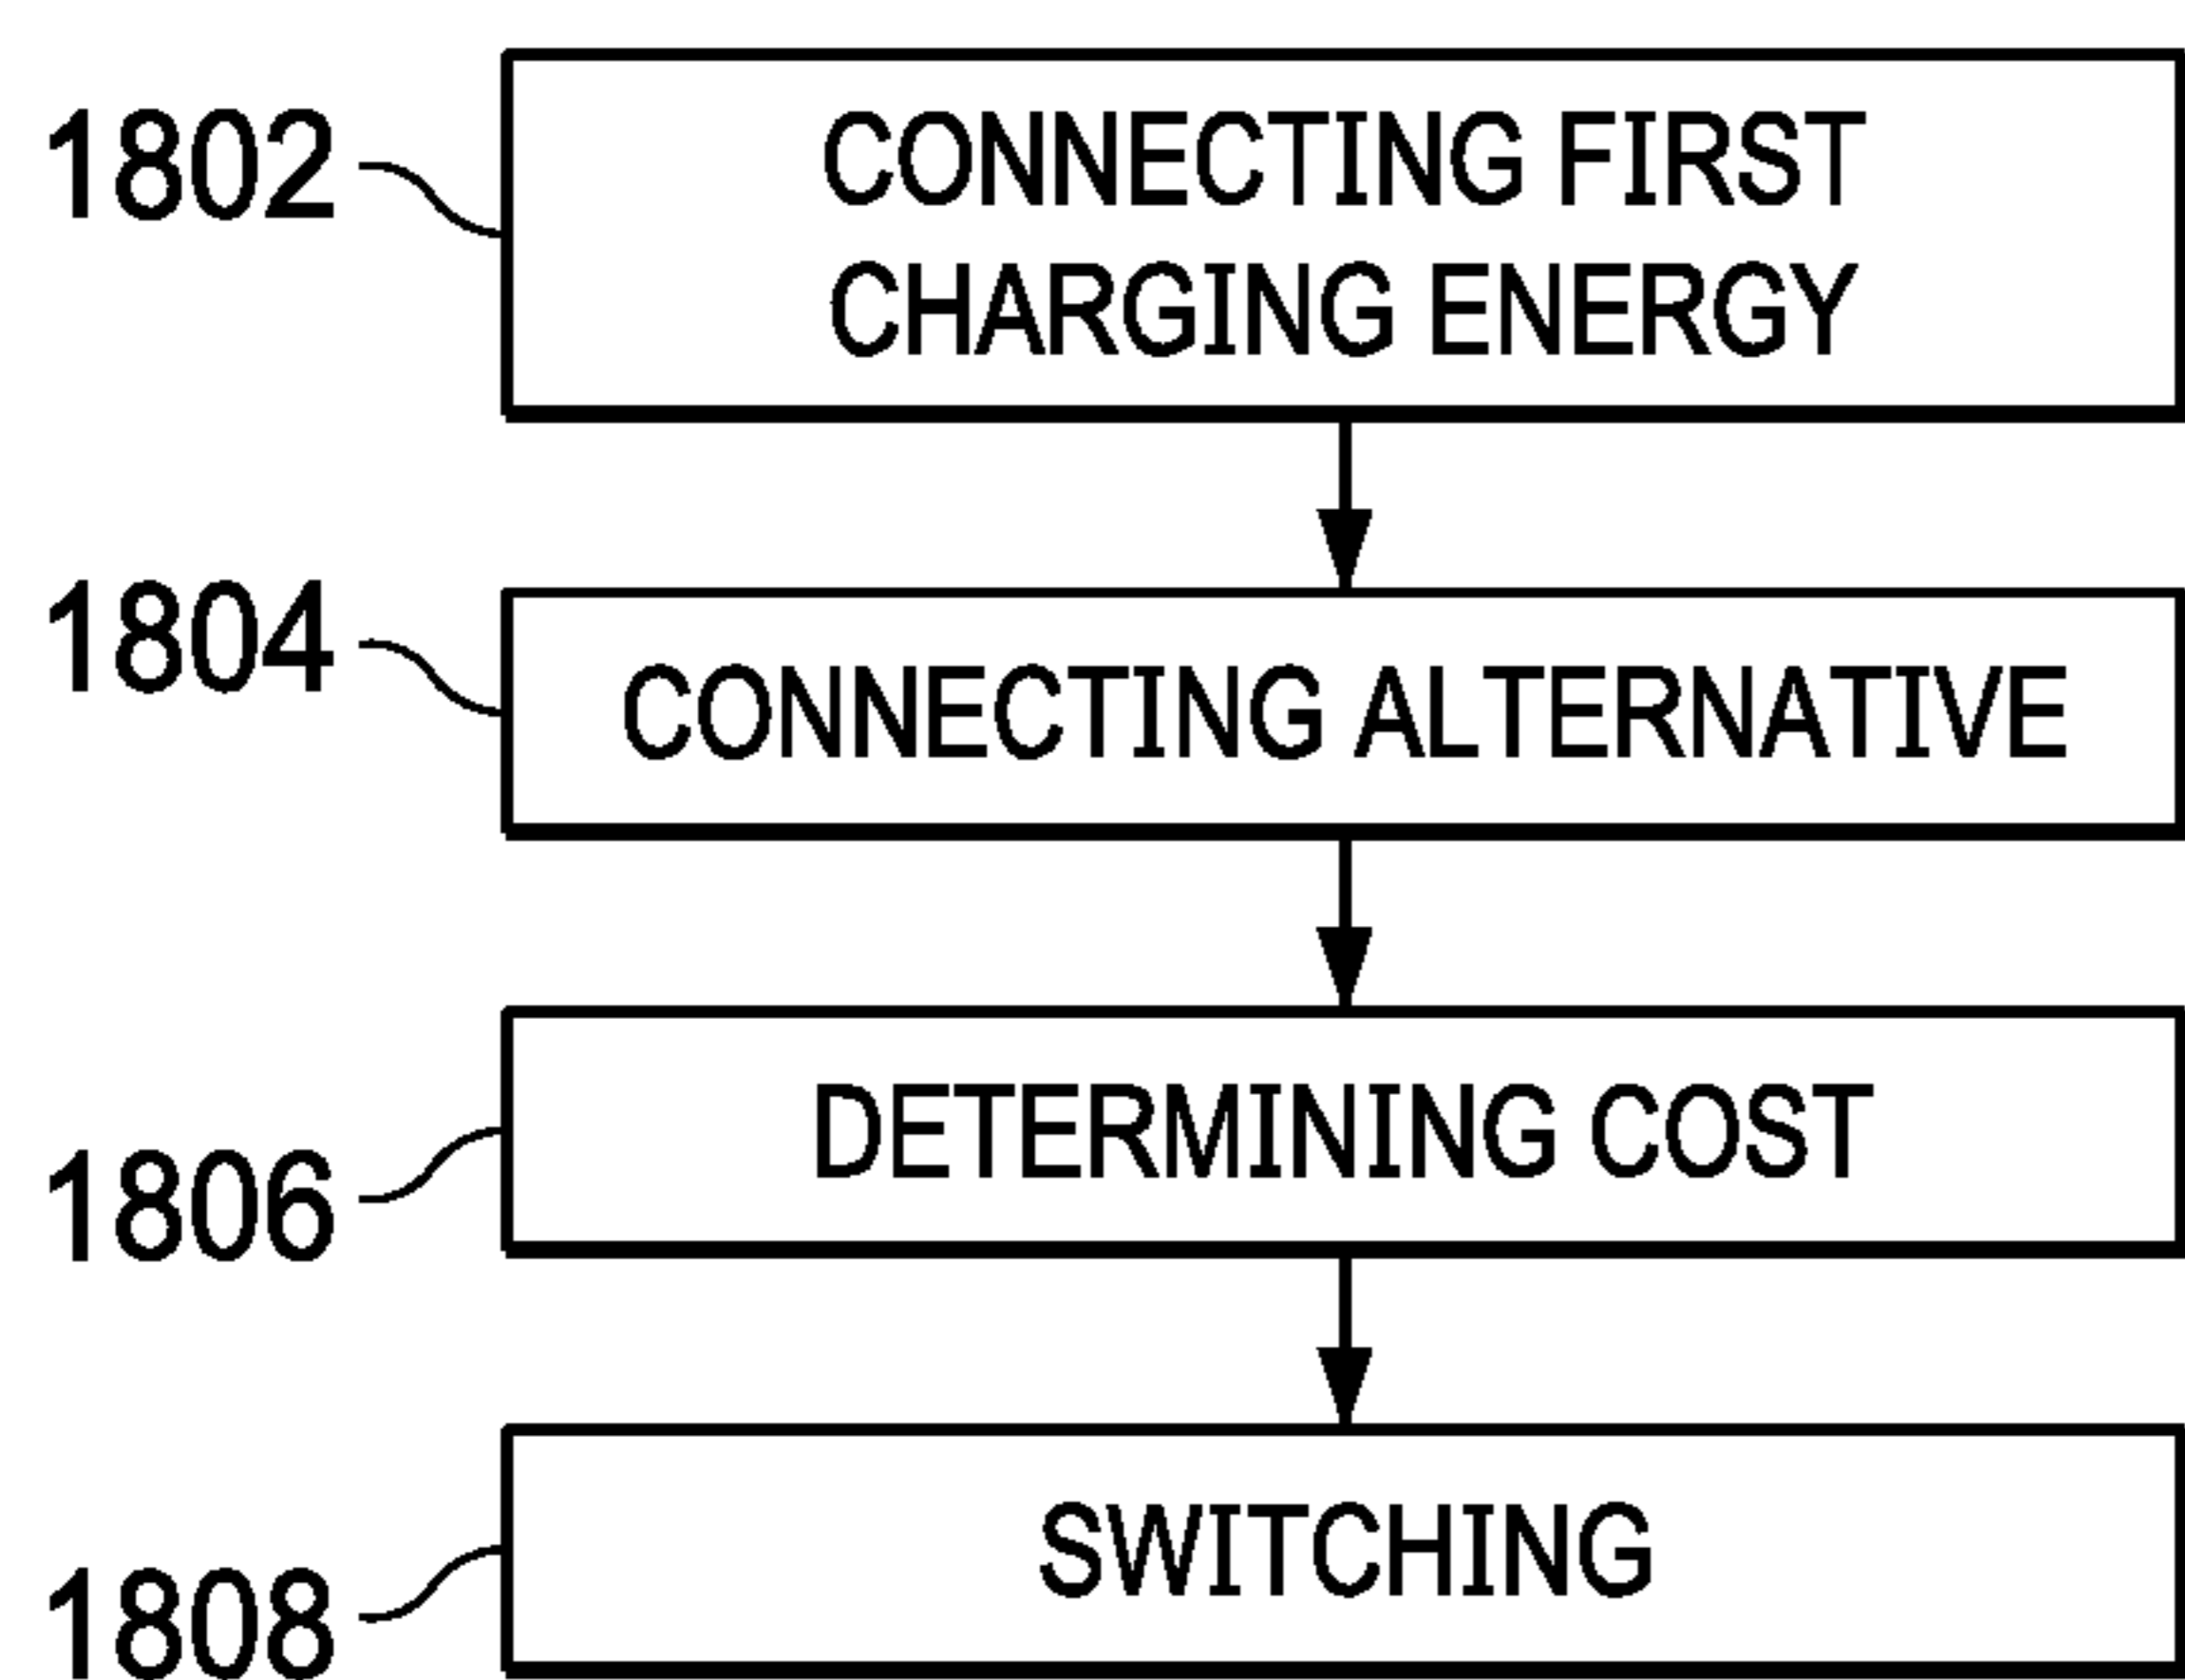 1802
CONNECTING FIRST
CHARGING ENERGY
1804
CONNECTING ALTERNATIVE
1806
DETERMINING COST
1808
SWITCHING